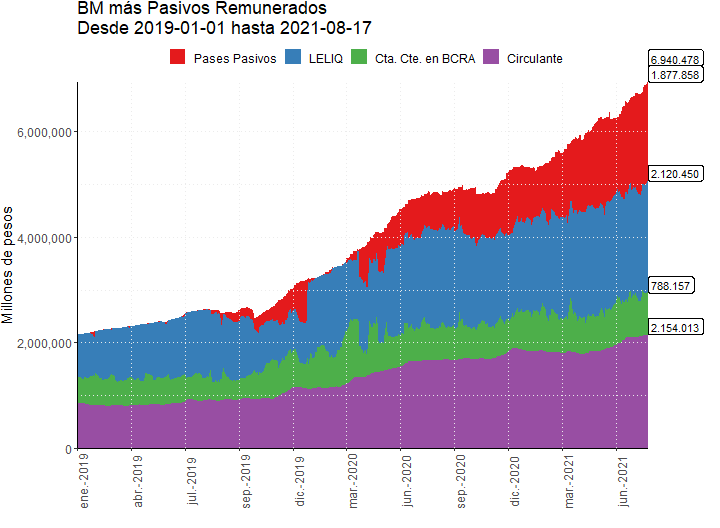 BM más Pasivos Remunerados
Desde 2019-01-01 hasta 2021-08-17
Pases Pasivos
LELIQ
Cta. Cte. en BCRA
Circulante
6.940.478
1.877.858
2.120.450
788.157
2.154.013
Millones de pesos
6,000,000
4,000,000
2,000,000
0
ene.-2019
abr.-2019
jul.-2019
sep.-2019
dic.-2019
mar.-2020
jun.-2020
sep.-2020
dic.-2020
mar.-2021
jun.-2021